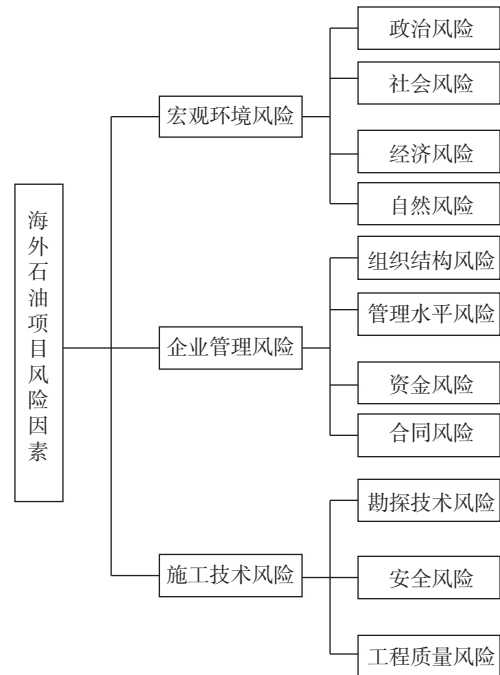 海外石油项目风险因素
宏观环境风险
政治风险
社会风险
经济风险
自然风险
企业管理风险
组织结构风险
管理水平风险
资金风险
合同风险
施工技术风险
勘探技术风险
安全风险
工程质量风险